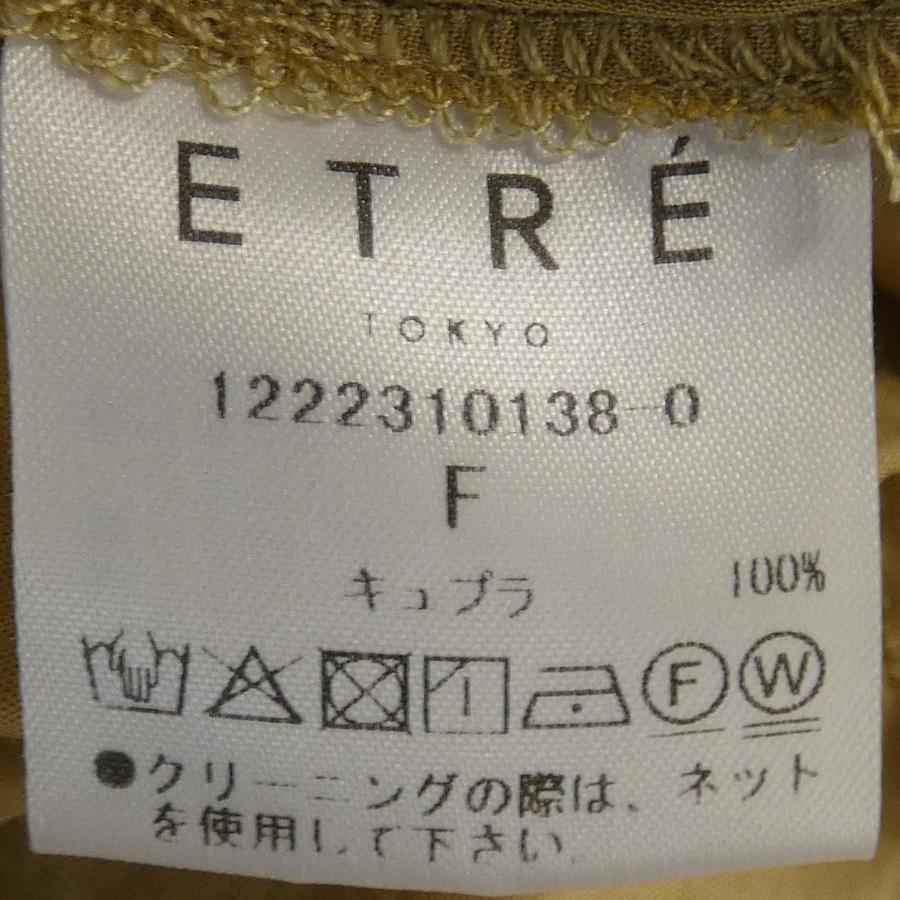 ETRÉ
TOKYO
1222310138-0
F
キュプラ 100%
F W
●クリーニングの際は、ネット
を使用して下さい